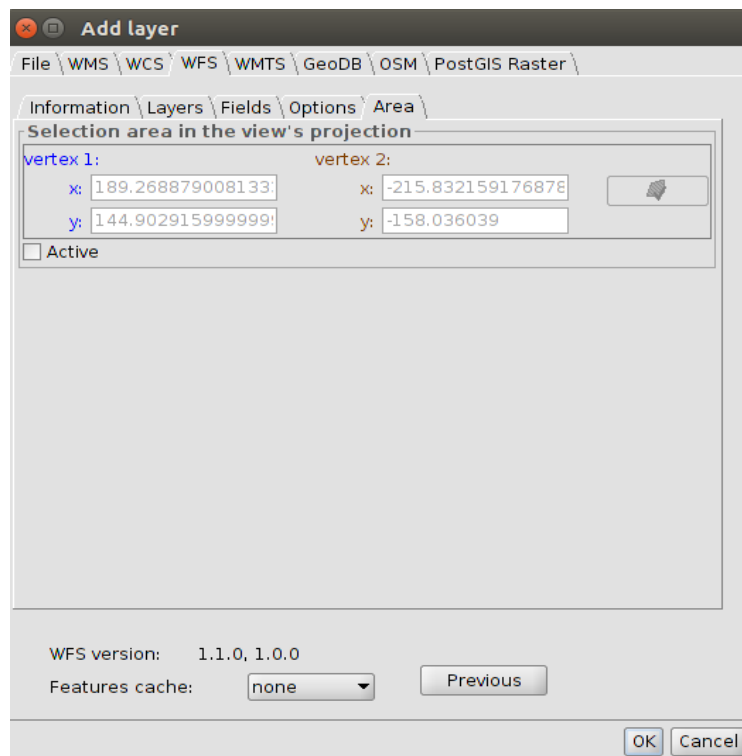 Add layer
File WMS WCS WFS WMTS GeoDB OSM PostGIS Raster
Information Layers Fields Options Area
Selection area in the view's projection
vertex 1: vertex 2:
x: 189.268879008133 x: -215.832159176878
y: 144.902915999999 y: -158.036039
Active
WFS version: 1.1.0, 1.0.0
Features cache: none Previous
OK Cancel